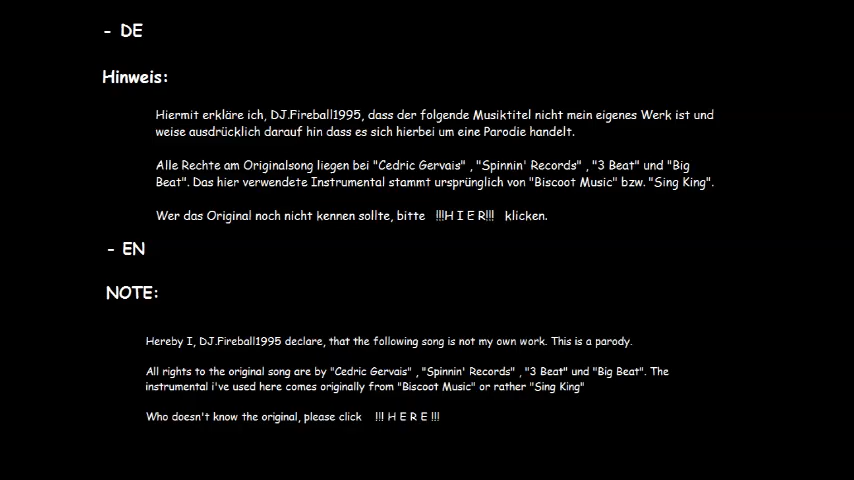 - DE
Hinweis:
Hiermit erkläre ich, DJ.Fireball1995, dass der folgende Musiktitel nicht mein eigenes Werk ist und
weise ausdrücklich darauf hin dass es sich hierbei um eine Parodie handelt.
Alle Rechte am Originalsong liegen bei "Cedric Gervais" , "Spinnin' Records" , "3 Beat" und "Big
Beat". Das hier verwendete Instrumental stammt ursprünglich von "Biscoot Music" bzw. "Sing King".
Wer das Original noch nicht kennen sollte, bitte !!!H I E R!!! klicken.
- EN
NOTE:
Hereby I, DJ.Fireball1995 declare, that the following song is not my own work. This is a parody.
All rights to the original song are by "Cedric Gervais" , "Spinnin' Records" , "3 Beat" und "Big Beat". The
instrumental i've used here comes originally from "Biscoot Music" or rather "Sing King"
Who doesn't know the original, please click !!! H E R E !!!